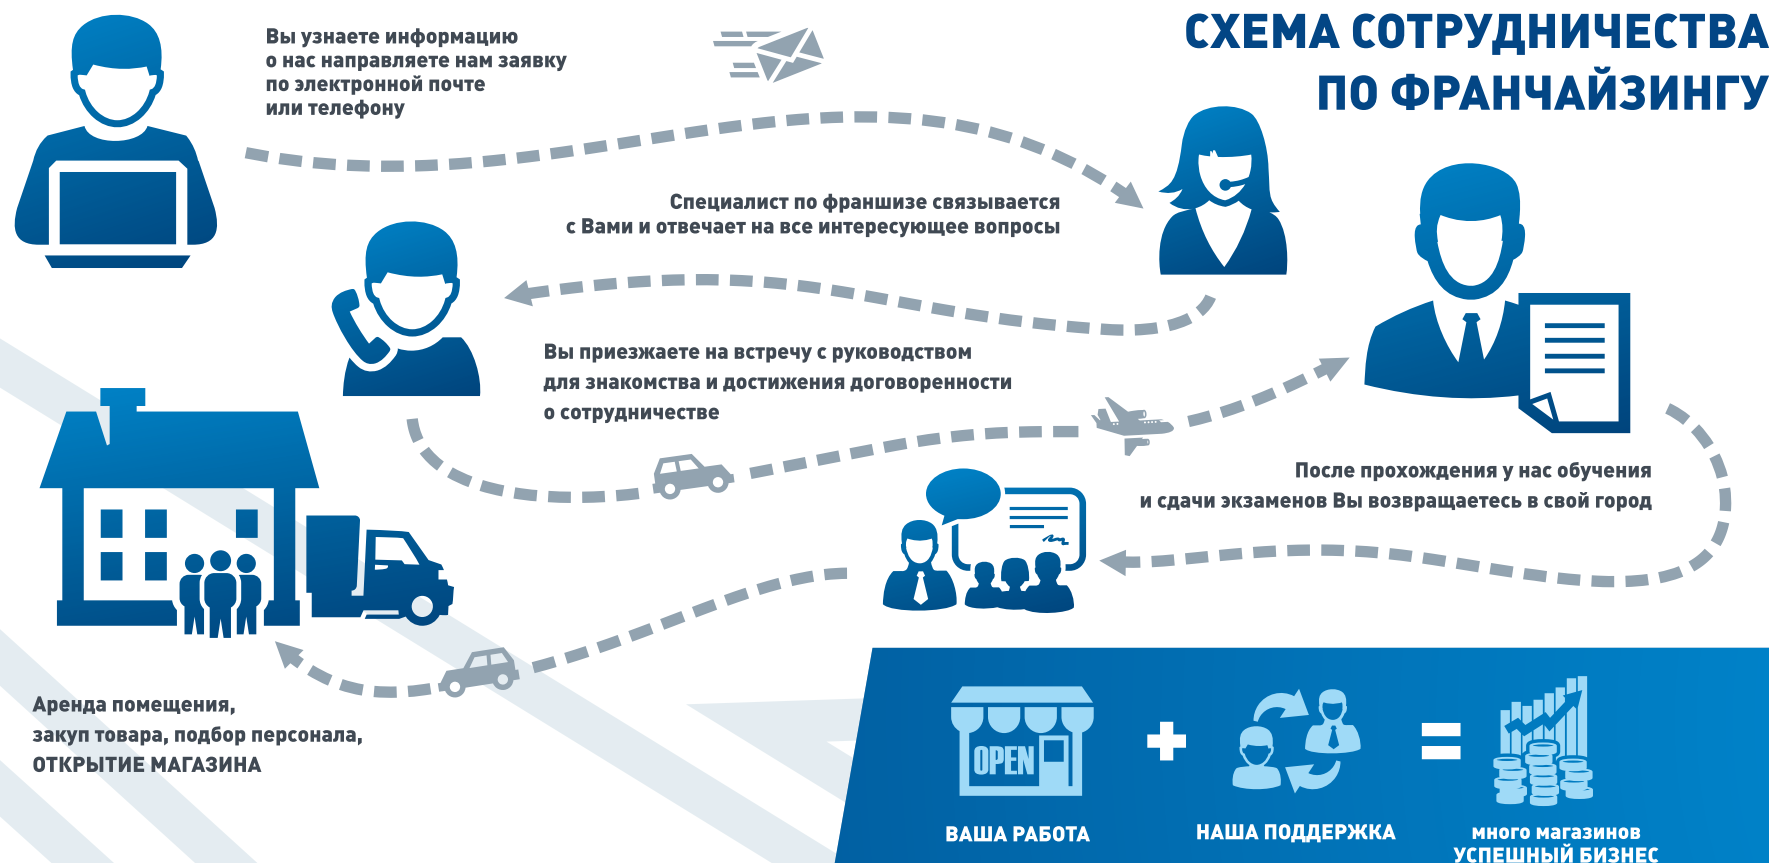 СХЕМА СОТРУДНИЧЕСТВА
ПО ФРАНЧАЙЗИНГУ
Вы узнаете информацию
о нас направляете нам заявку
по электронной почте
или телефону
Специалист по франшизе связывается
с Вами и отвечает на все интересующее вопросы
Вы приезжаете на встречу с руководством
для знакомства и достижения договоренности
о сотрудничестве
После прохождения у нас обучения
и сдачи экзаменов Вы возвращаетесь в свой город
Аренда помещения,
закуп товара, подбор персонала,
ОТКРЫТИЕ МАГАЗИНА
OPEN
ВАША РАБОТА
НАША ПОДДЕРЖКА
много магазинов
УСПЕШНЫЙ БИЗНЕС